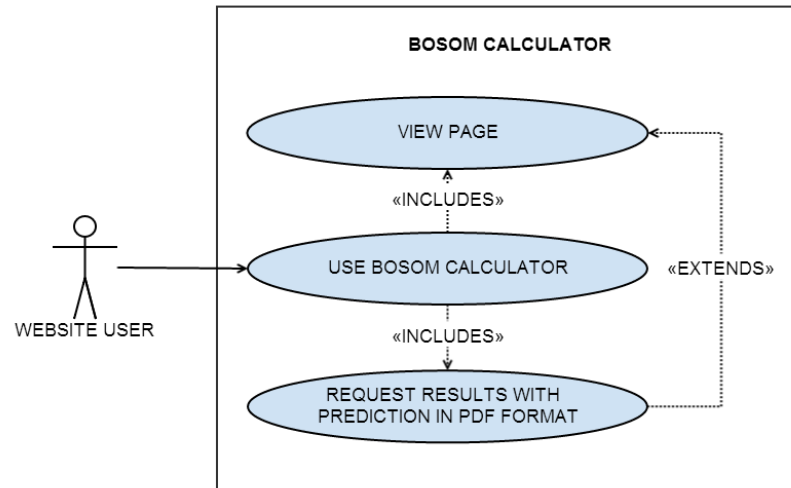 BOSOM CALCULATOR
VIEW PAGE
«INCLUDES»
USE BOSOM CALCULATOR
«EXTENDS»
WEBSITE USER
«INCLUDES»
REQUEST RESULTS WITH
PREDICTION IN PDF FORMAT